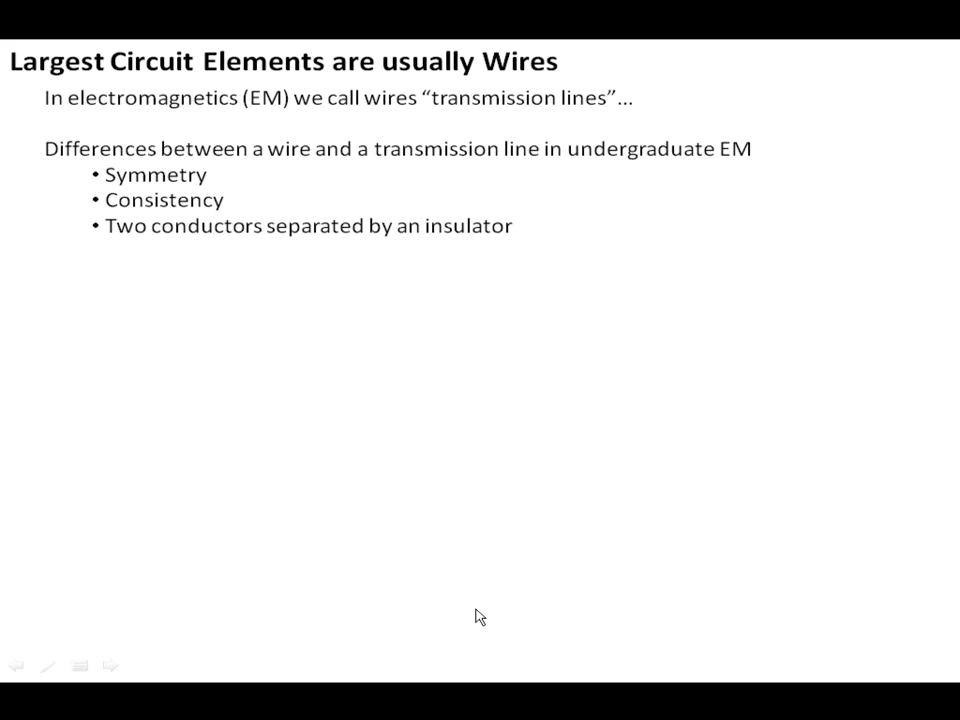 Largest Circuit Elements are usually Wires
In electromagnetics (EM) we call wires “transmission lines”...
Differences between a wire and a transmission line in undergraduate EM
• Symmetry
• Consistency
• Two conductors separated by an insulator